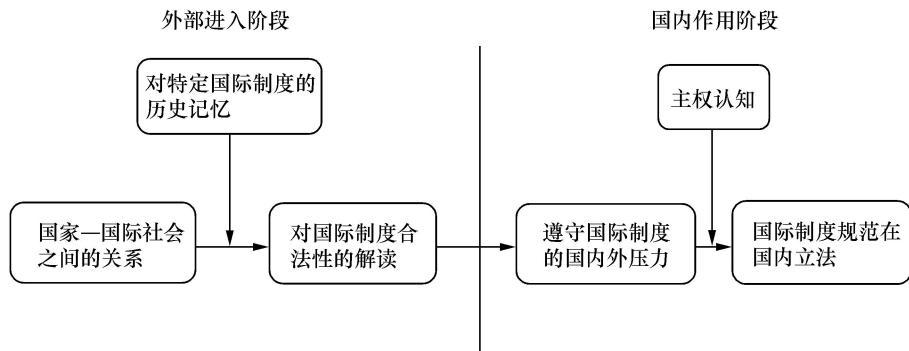 外部进入阶段
国内作用阶段
对特定国际制度的
历史记忆
主权认知
国家—国际社会
之间的关系
对国际制度合
法性的解读
遵守国际制度
的国内外压力
国际制度规范在
国内立法